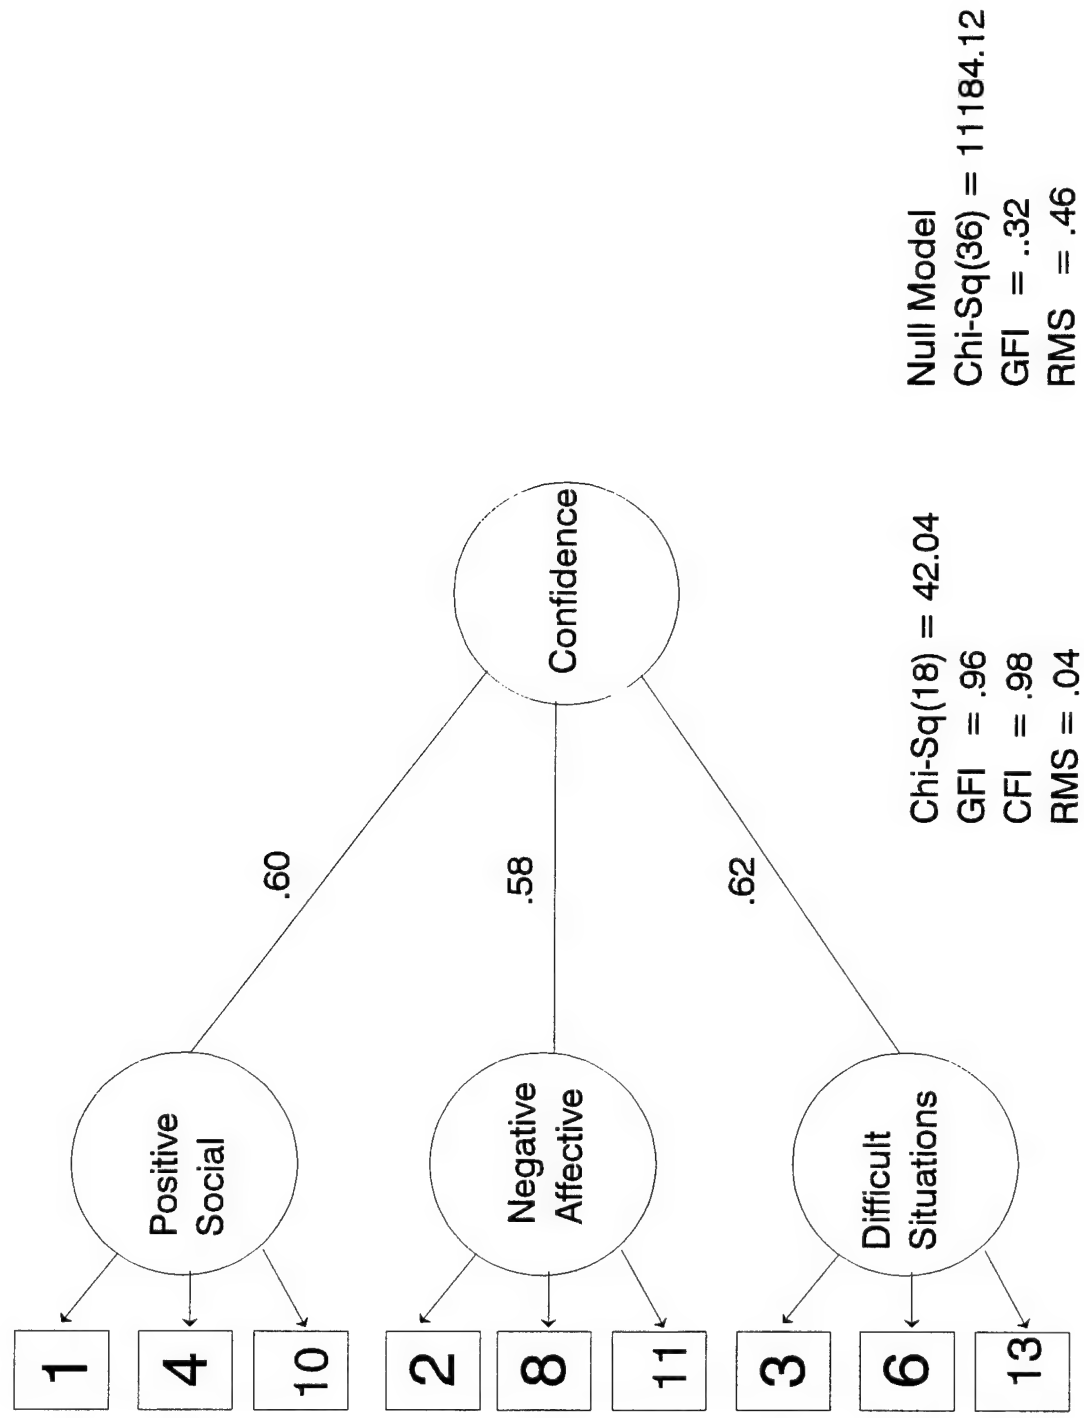 1
4
10
2
8
11
3
6
13
Positive
Social
Negative
Affective
Difficult
Situations
.60
.58
.62
Confidence
Chi-Sq(18) = 42.04
GFI = .96
CFI = .98
RMS = .04
Null Model
Chi-Sq(36) = 11184.12
GFI = ..32
RMS = .46